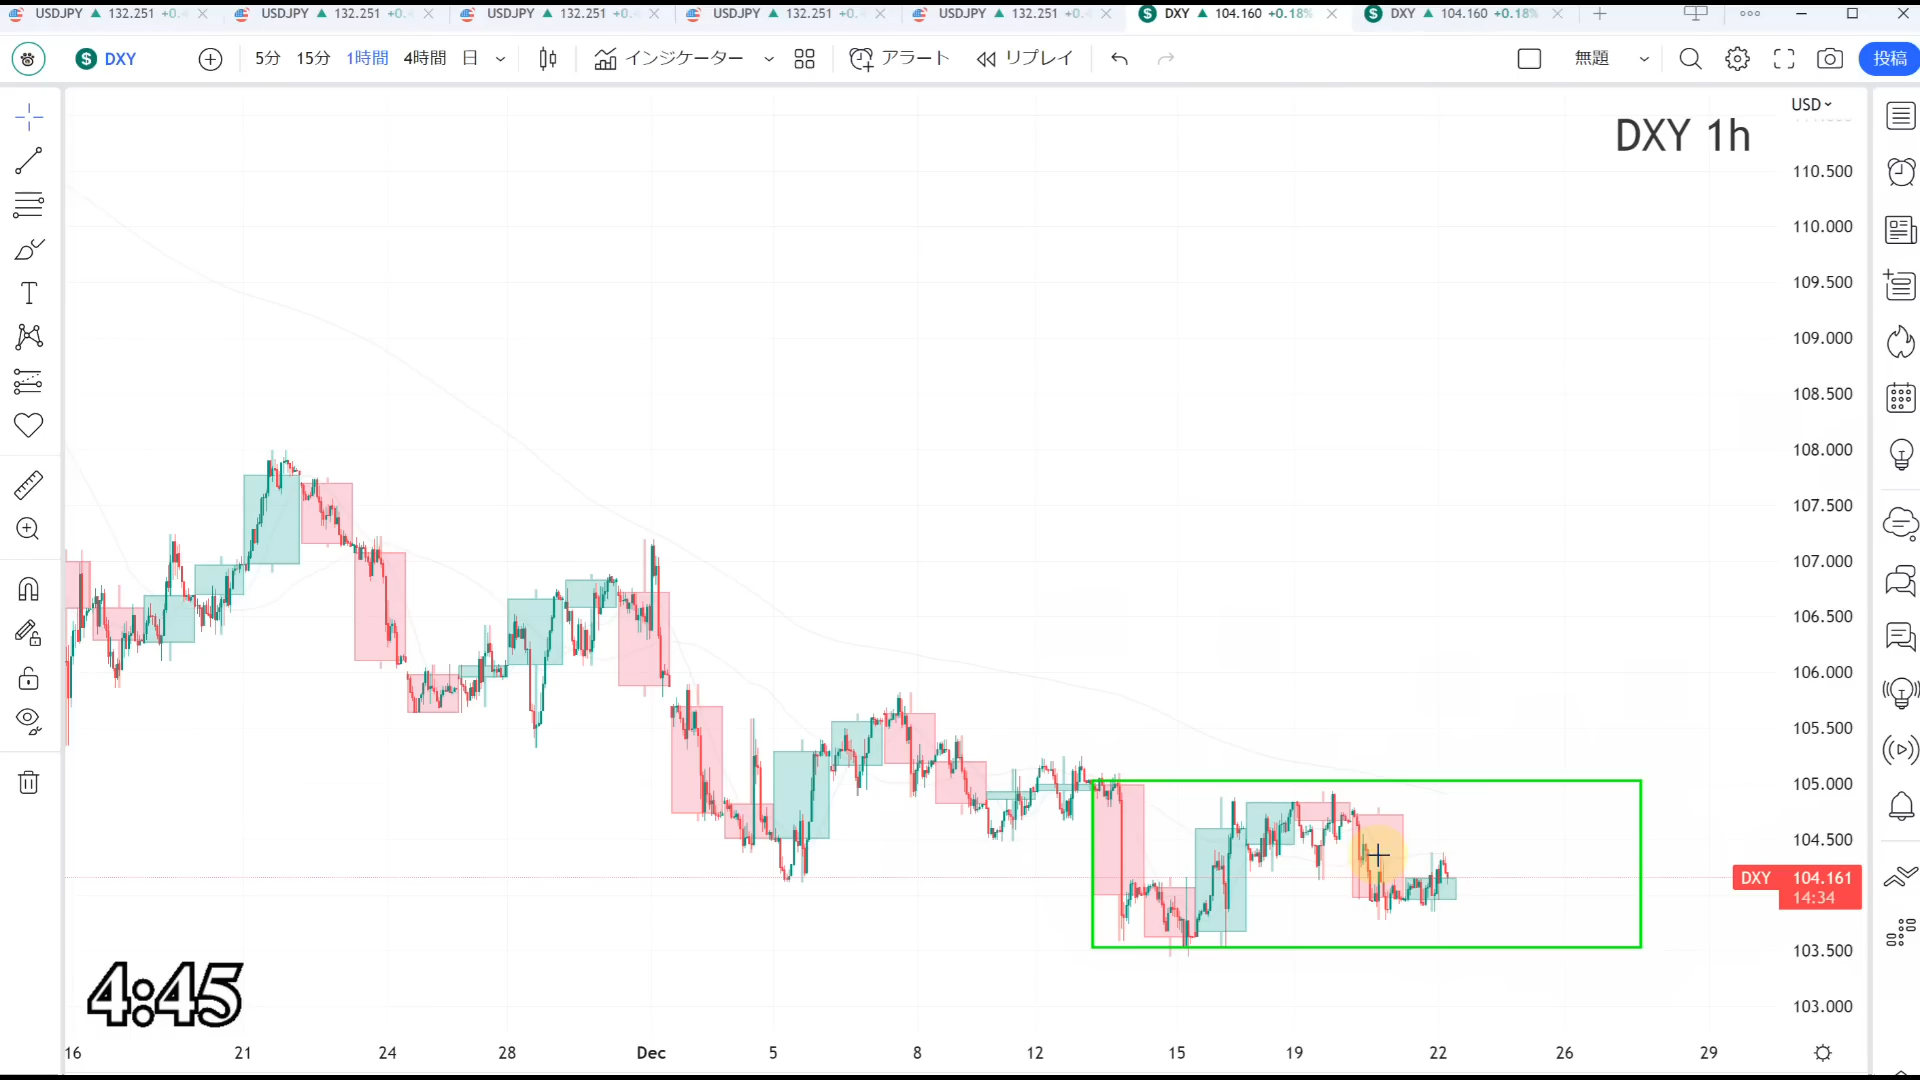 USDJPY ▲ 132.251 +0. USDJPY ▲ 132.251 +0. USDJPY ▲ 132.251 +0. USDJPY ▲ 132.251 +0. USDJPY ▲ 132.251 +0. DXY ▲ 104.160 +0.18% DXY ▲ 104.160 +0.18%
DXY 5分 15分 1時間 4時間 日 インジケーター アラート リプレイ 無題 投稿
USD
DXY 1h
110.500
110.000
109.500
109.000
108.500
108.000
107.500
107.000
106.500
106.000
105.500
105.000
104.500
DXY 104.161
14:34
103.500
103.000
4:45
16 21 24 28 Dec 5 8 12 15 19 22 26 29